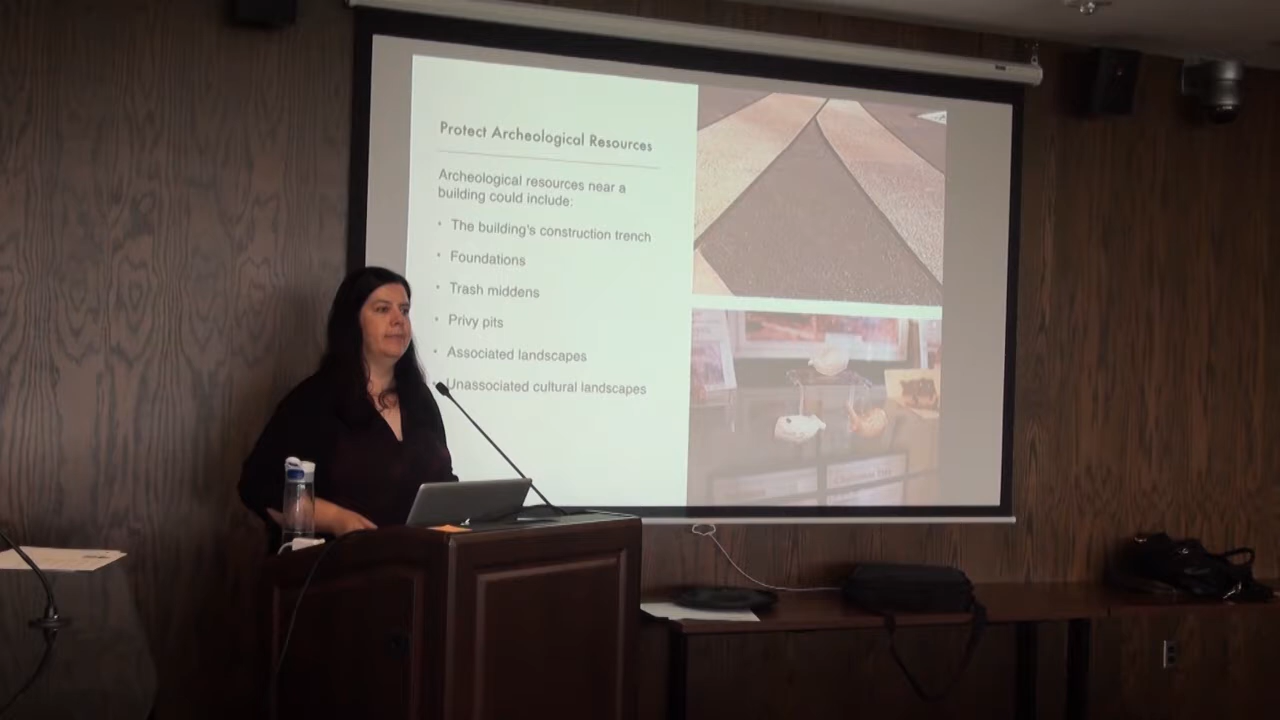 Protect Archeological Resources
Archeological resources near a
building could include:
• The building's construction trench
• Foundations
• Trash middens
• Privy pits
• Associated landscapes
• Unassociated cultural landscapes